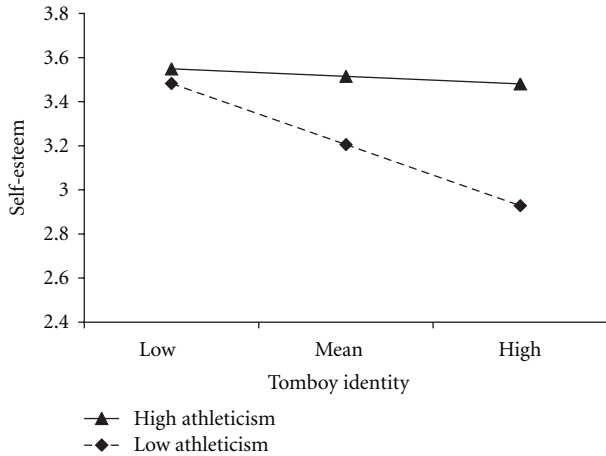 3.8
3.6
3.4
3.2
3
2.8
2.6
2.4
Self-esteem
Low Mean High
Tomboy identity
High athleticism
Low athleticism